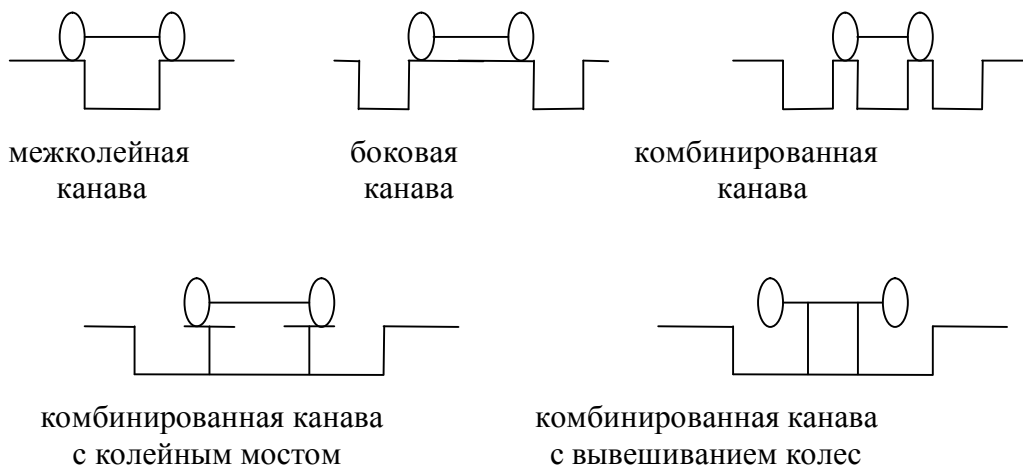 межколейная
канава
боковая
канава
комбинированная
канава
комбинированная канава
с колейным мостом
комбинированная канава
с вывешиванием колес